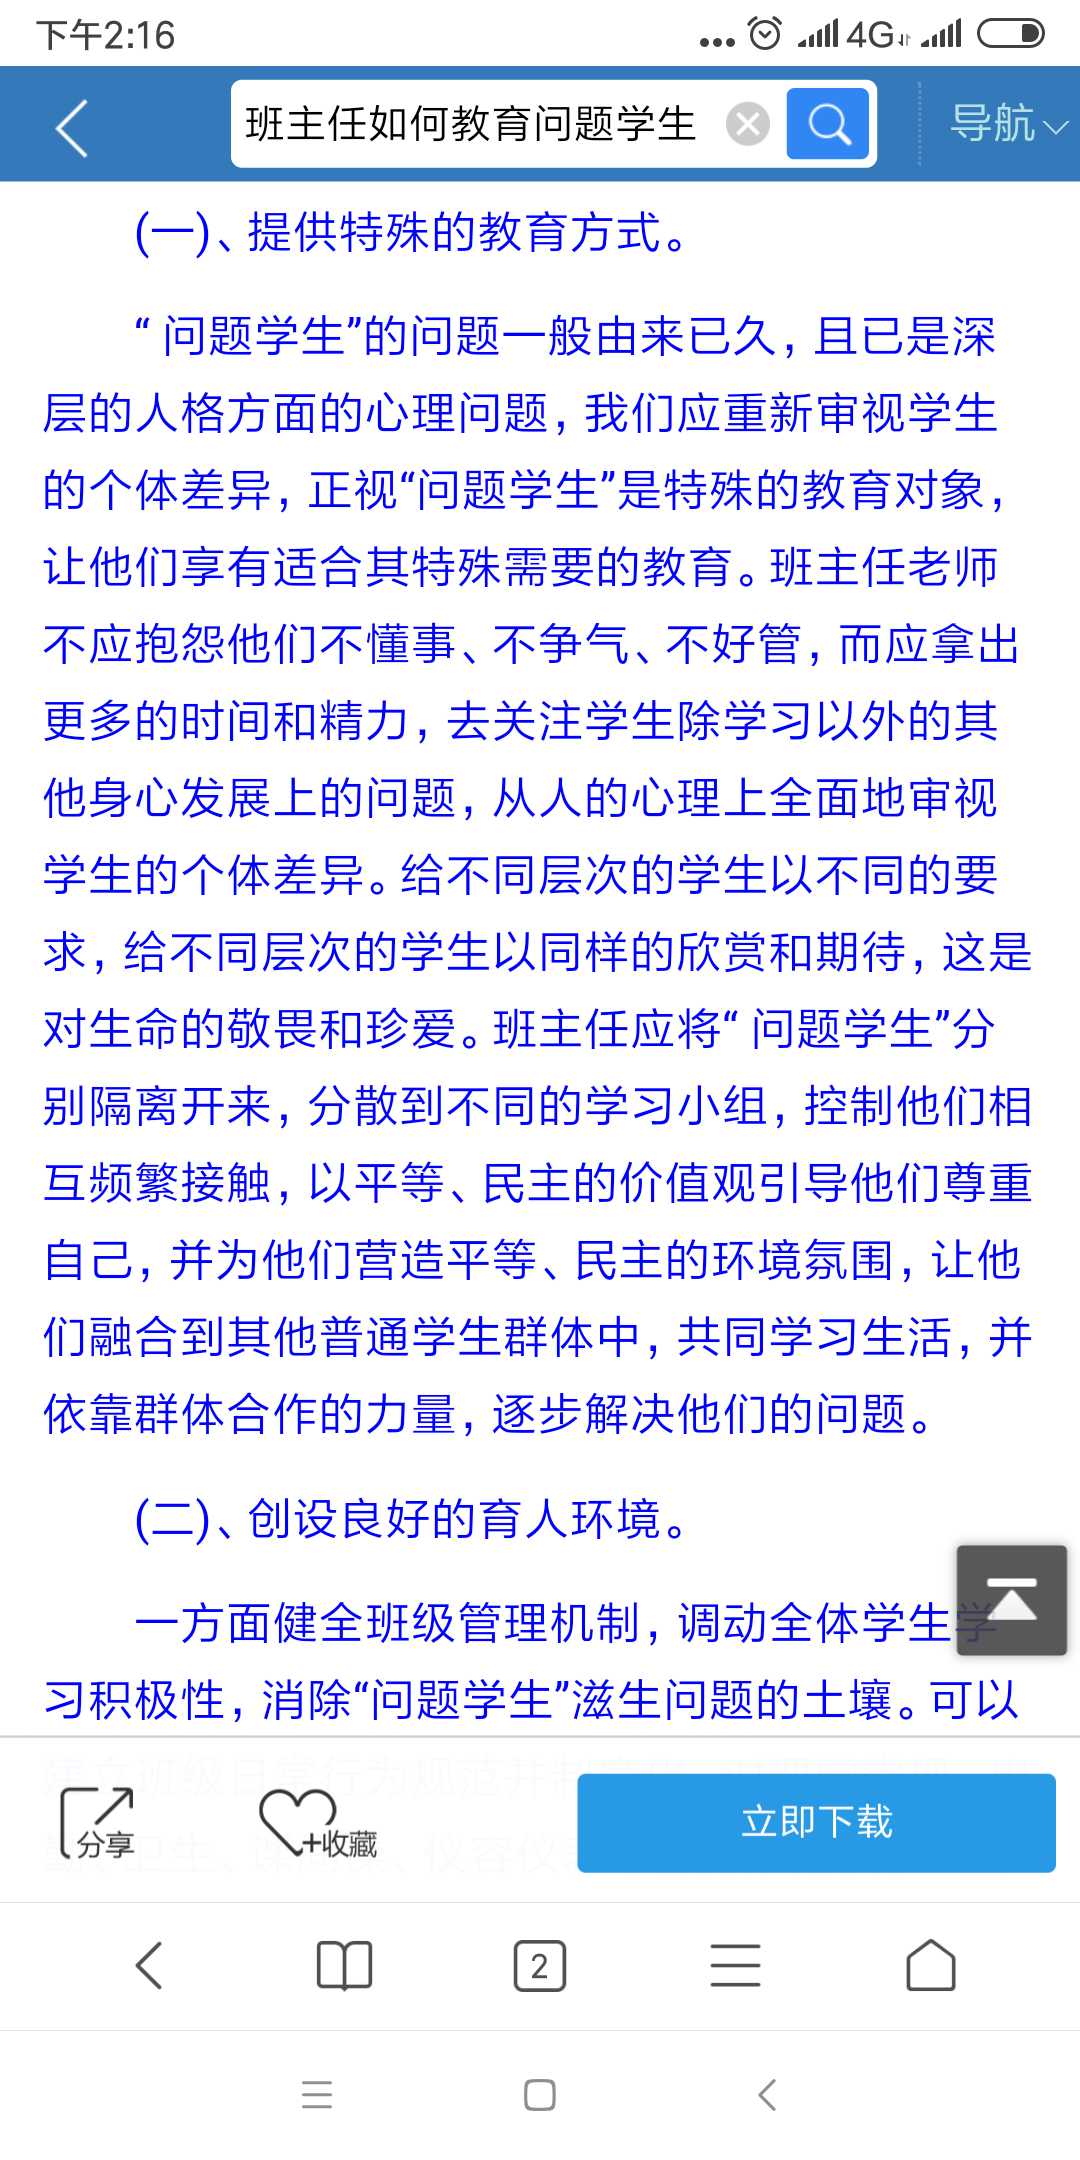 下午2:16
4G
班主任如何教育问题学生
导航
(一)、提供特殊的教育方式。
“ 问题学生”的问题一般由来已久，且已是深
层的人格方面的心理问题，我们应重新审视学生
的个体差异，正视“问题学生”是特殊的教育对象，
让他们享有适合其特殊需要的教育。班主任老师
不应抱怨他们不懂事、不争气、不好管，而应拿出
更多的时间和精力，去关注学生除学习以外的其
他身心发展上的问题，从人的心理上全面地审视
学生的个体差异。给不同层次的学生以不同的要
求，给不同层次的学生以同样的欣赏和期待，这是
对生命的敬畏和珍爱。班主任应将“ 问题学生”分
别隔离开来，分散到不同的学习小组，控制他们相
互频繁接触，以平等、民主的价值观引导他们尊重
自己，并为他们营造平等、民主的环境氛围，让他
们融合到其他普通学生群体中，共同学习生活，并
依靠群体合作的力量，逐步解决他们的问题。
(二)、创设良好的育人环境。
一方面健全班级管理机制，调动全体学生学
习积极性，消除“问题学生”滋生问题的土壤。可以
分享
+收藏
立即下载
2